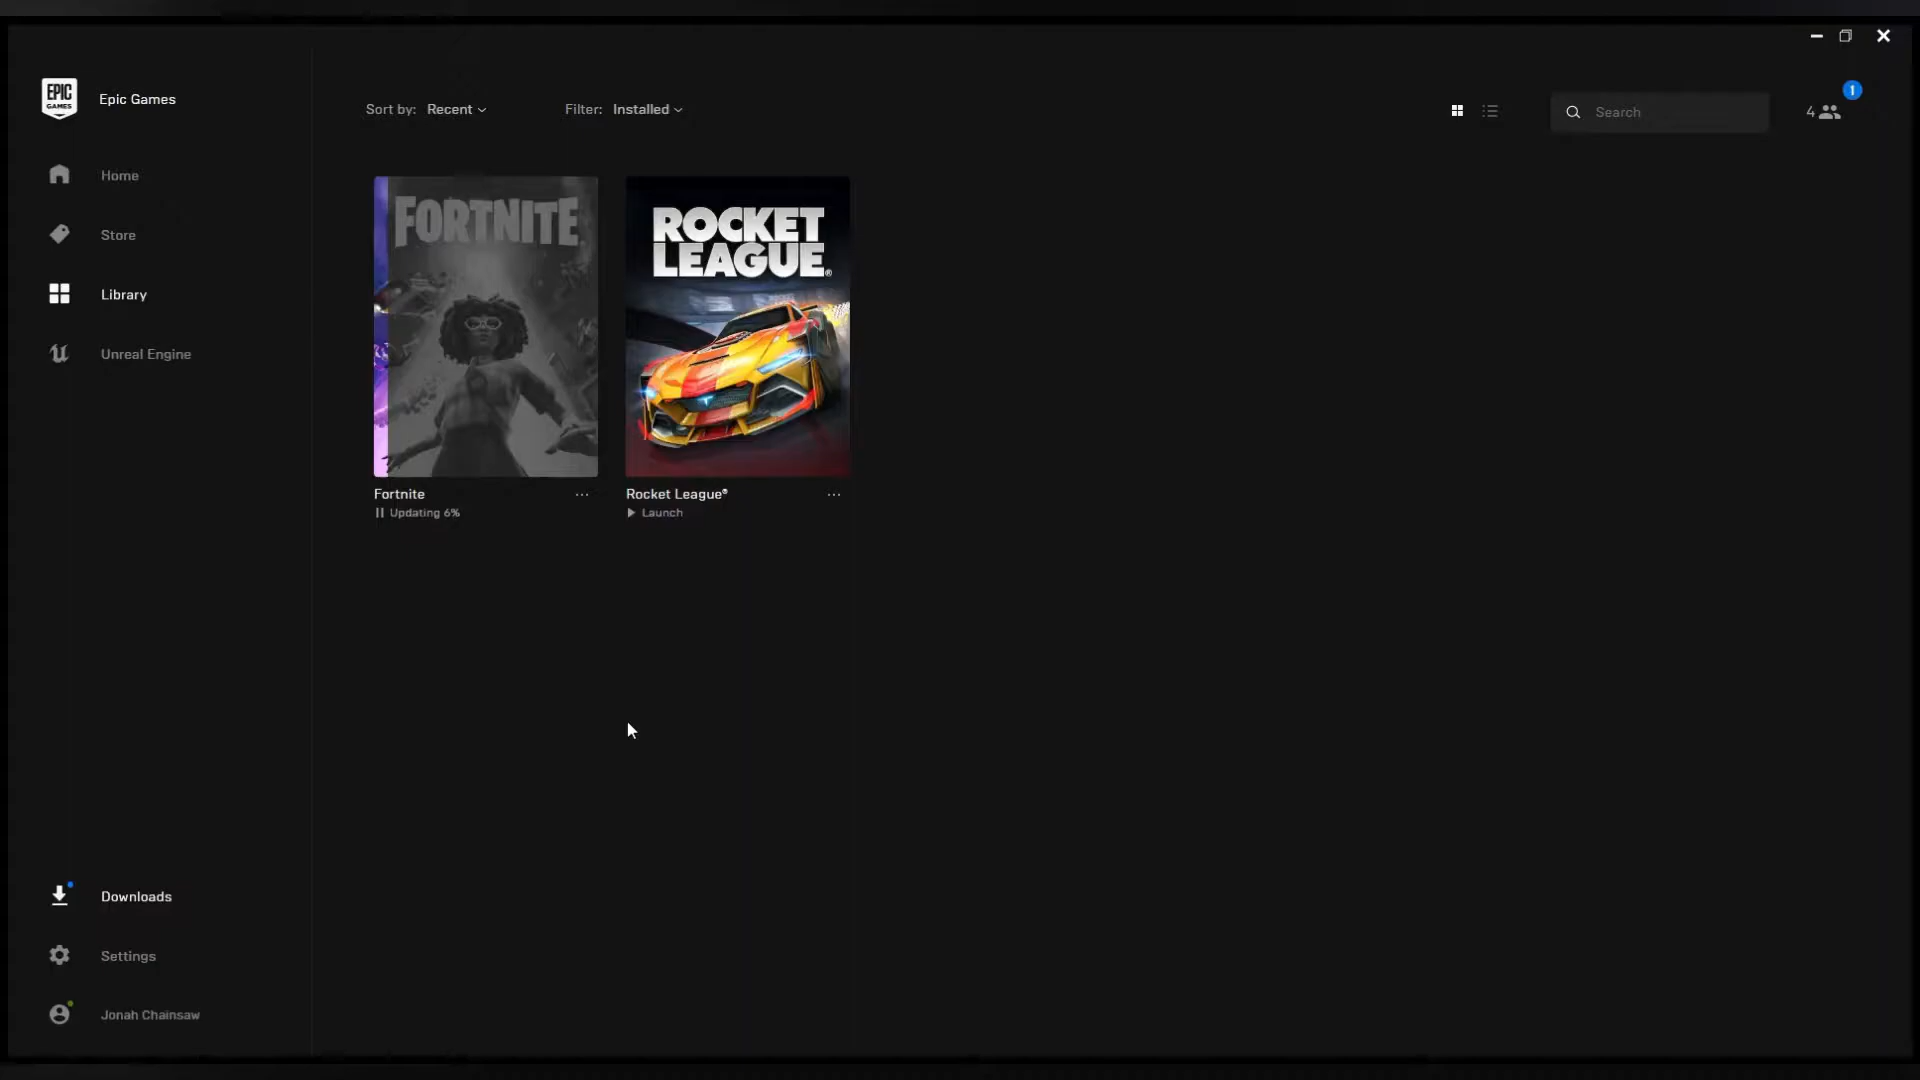 EPIC
GAMES
Epic Games
Home
Store
Library
Unreal Engine
Downloads
Settings
Jonah Chainsaw
Sort by: Recent
Filter: Installed
Search
4
1
FORTNITE
Fortnite
...
Updating 6%
ROCKET
LEAGUE®
Rocket League®
...
Launch